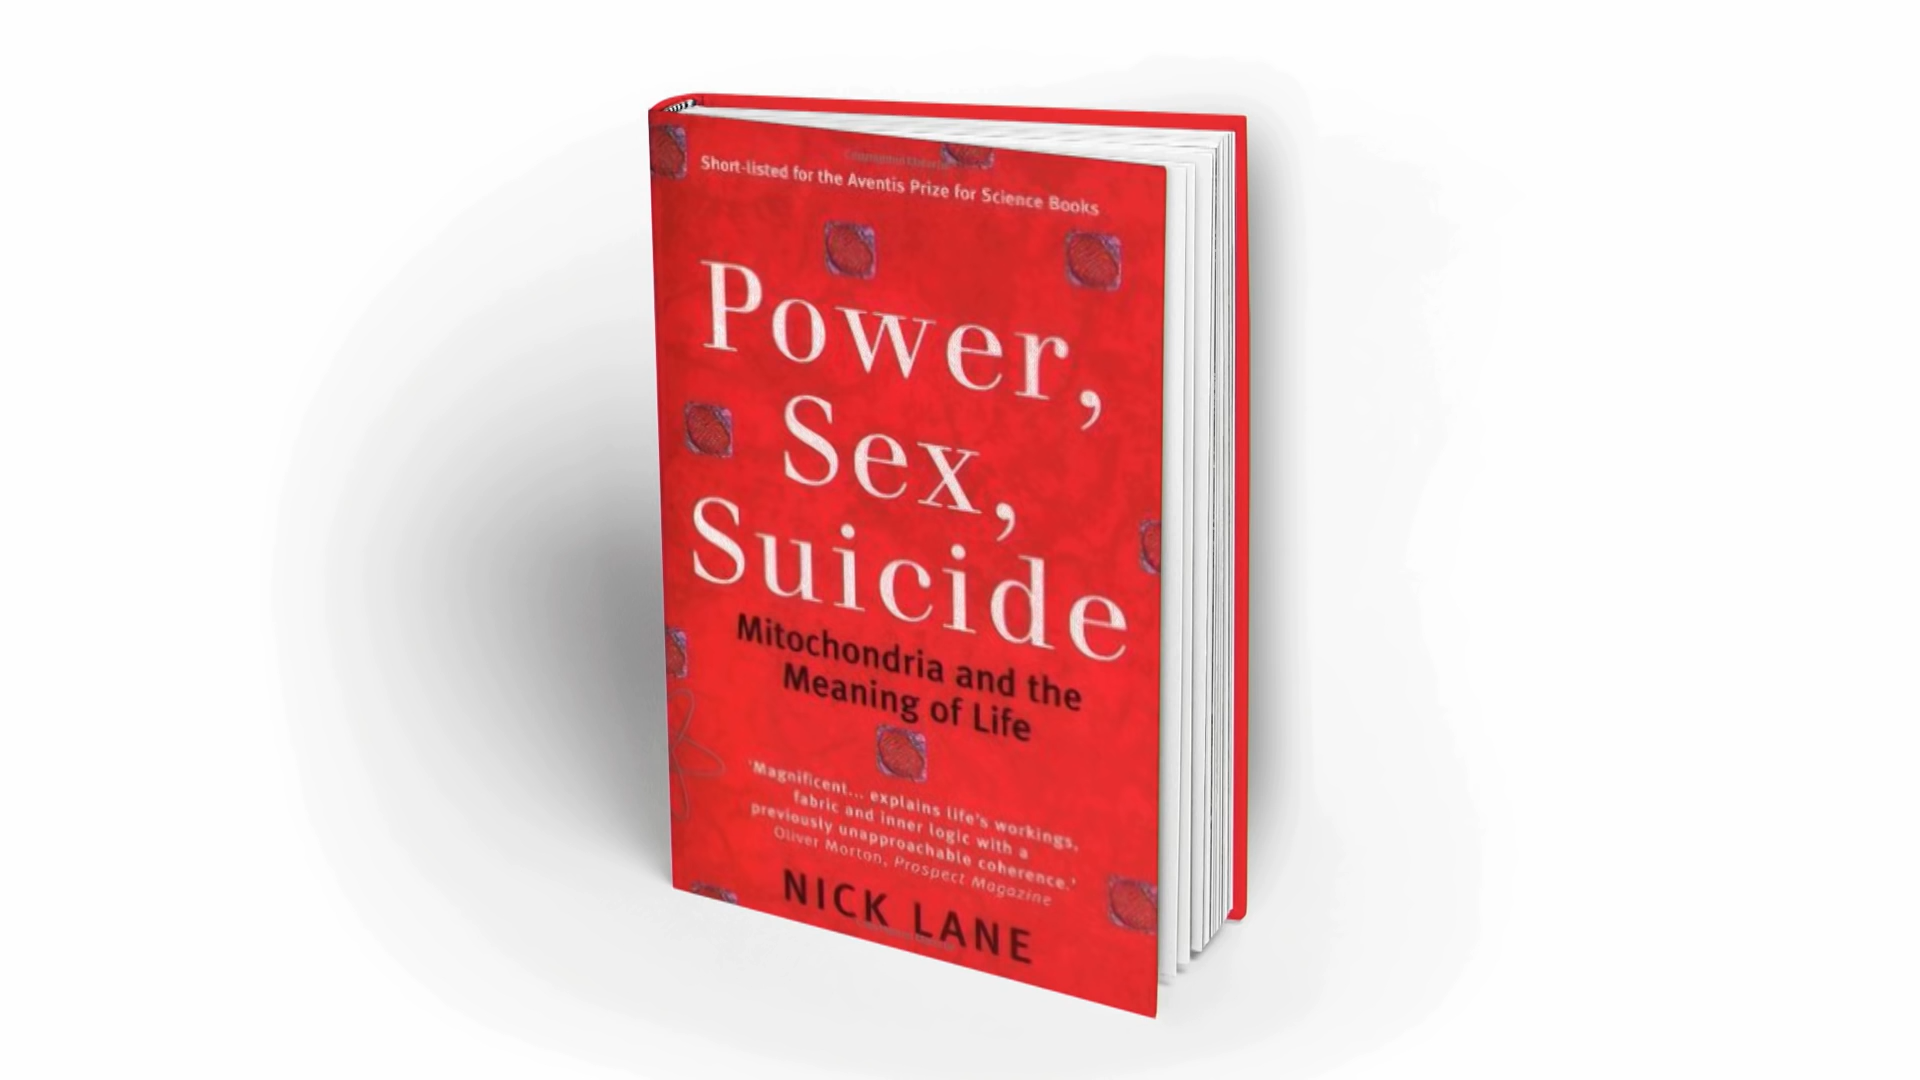 Short-listed for the Aventis Prize for Science Books
Power,
Sex,
Suicide
Mitochondria and the
Meaning of Life
'Magnificent... explains life's workings,
fabric and inner logic with a
previously unapproachable coherence.'
Oliver Morton, Prospect Magazine
NICK LANE